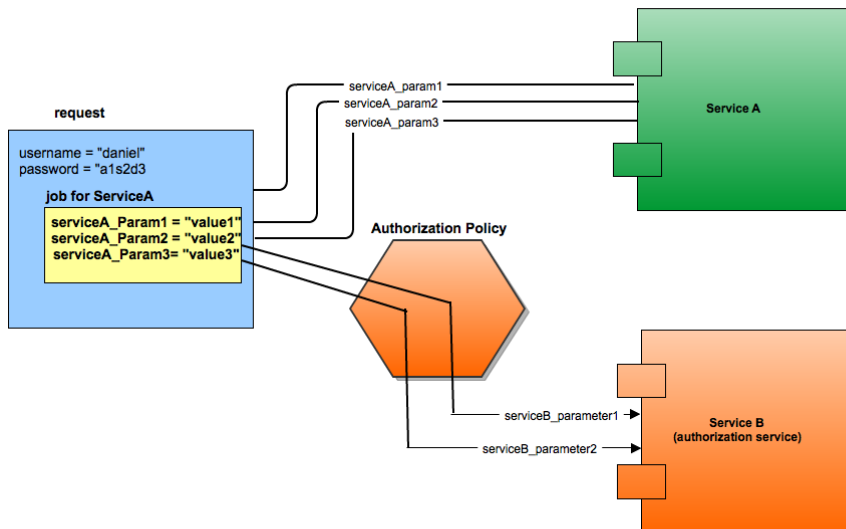 request
username = "daniel"
password = "a1s2d3
job for ServiceA
serviceA_Param1 = "value1"
serviceA_Param2 = "value2"
serviceA_Param3= "value3"
serviceA_param1
serviceA_param2
serviceA_param3
Service A
Authorization Policy
serviceB_parameter1
serviceB_parameter2
Service B
(authorization service)